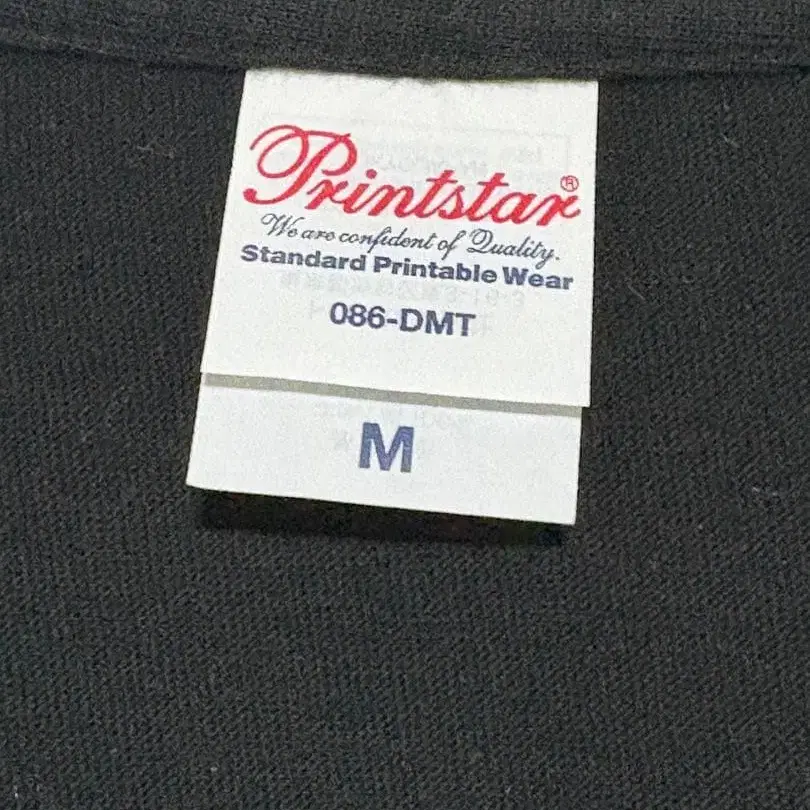 Printstar®
We are confident of Quality.
Standard Printable Wear
086-DMT
M